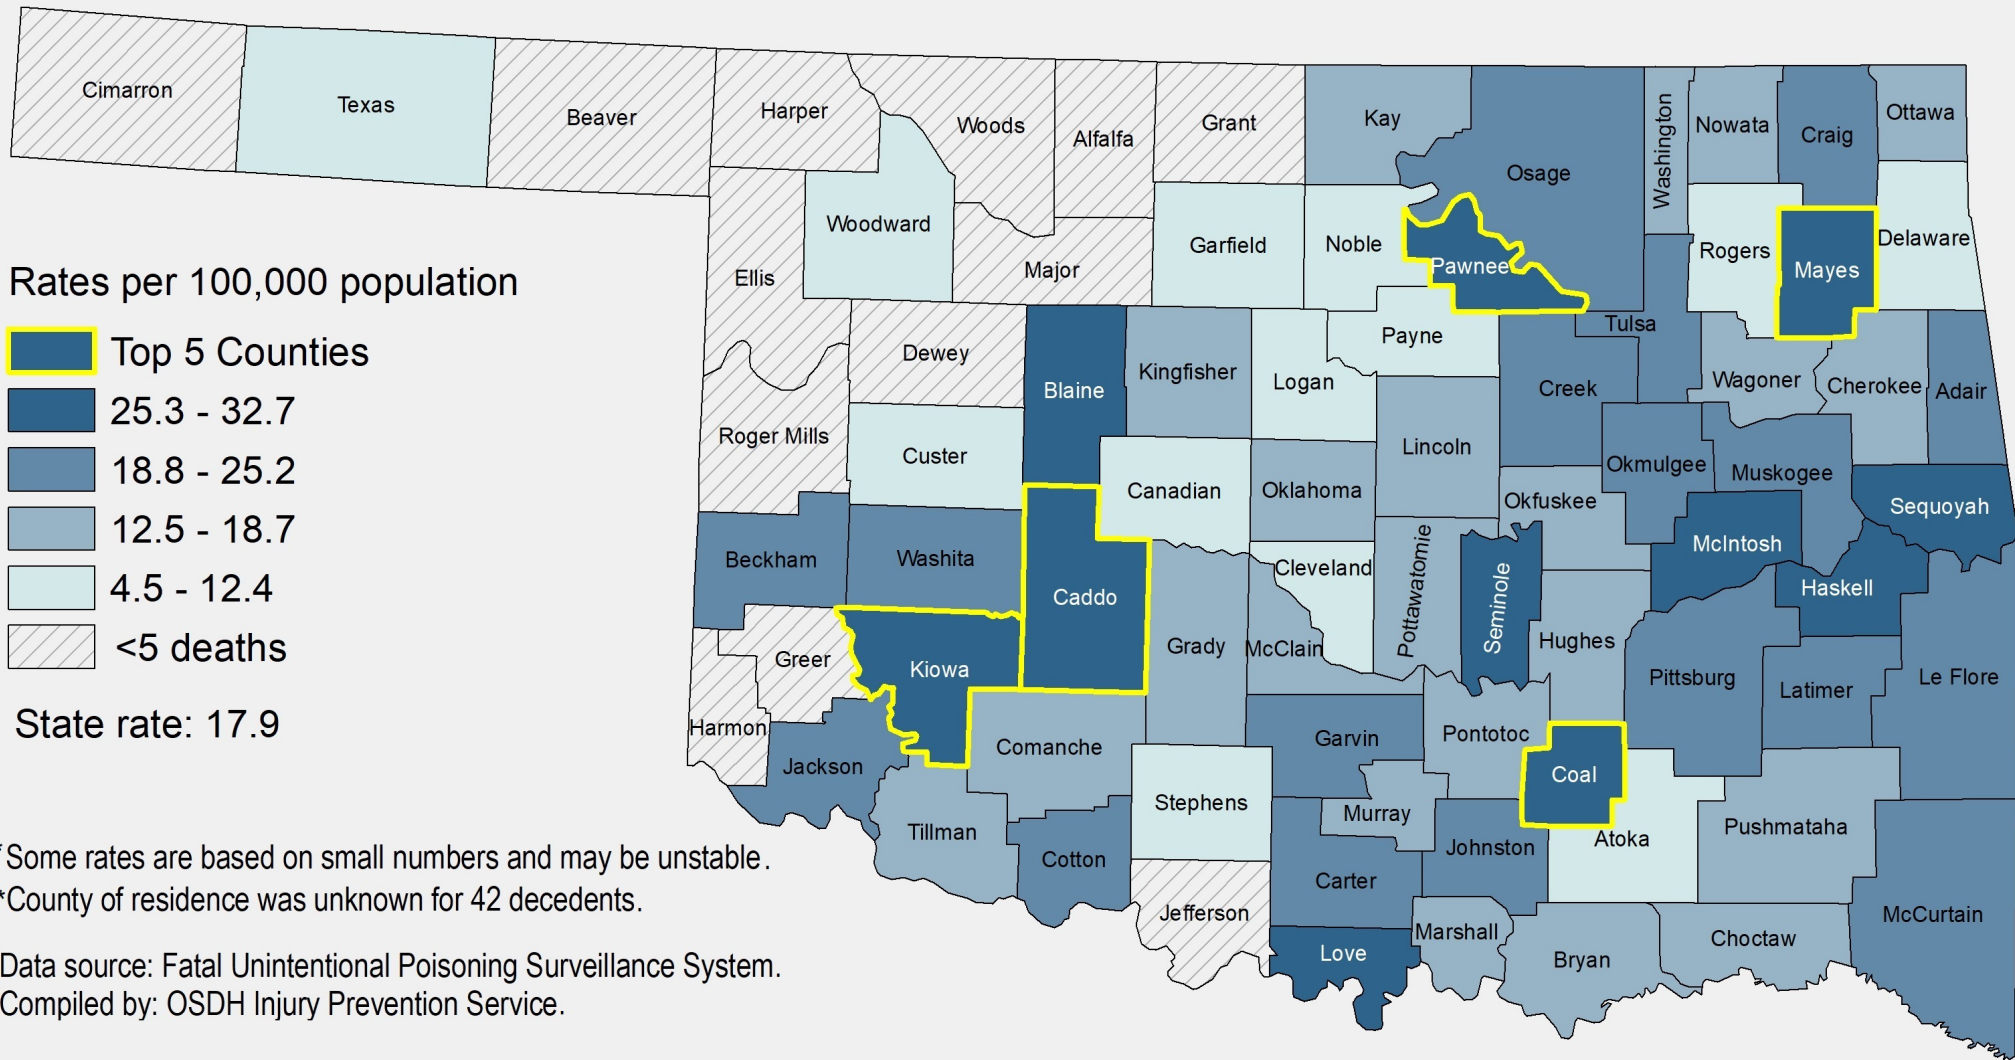 Cimarron
Texas
Beaver
Harper
Woods
Alfalfa
Grant
Kay
Osage
Washington
Nowata
Craig
Ottawa
Ellis
Woodward
Major
Garfield
Noble
Pawnee
Rogers
Mayes
Delaware
Rates per 100,000 population
Top 5 Counties
25.3 - 32.7
18.8 - 25.2
12.5 - 18.7
4.5 - 12.4
<5 deaths
State rate: 17.9
Dewey
Blaine
Kingfisher
Logan
Payne
Creek
Tulsa
Wagoner
Cherokee
Adair
Roger Mills
Custer
Canadian
Oklahoma
Lincoln
Okfuskee
Okmulgee
Muskogee
Sequoyah
Beckham
Washita
Caddo
Grady
McClain
Cleveland
Pottawatomie
Seminole
Hughes
McIntosh
Haskell
Greer
Kiowa
Harmon
Jackson
Comanche
Garvin
Pontotoc
Coal
Pittsburg
Latimer
Le Flore
Tillman
Cotton
Stephens
Murray
Johnston
Atoka
Pushmataha
Jefferson
Carter
Love
Marshall
Bryan
Choctaw
McCurtain
*Some rates are based on small numbers and may be unstable.
*County of residence was unknown for 42 decedents.
Data source: Fatal Unintentional Poisoning Surveillance System.
Compiled by: OSDH Injury Prevention Service.